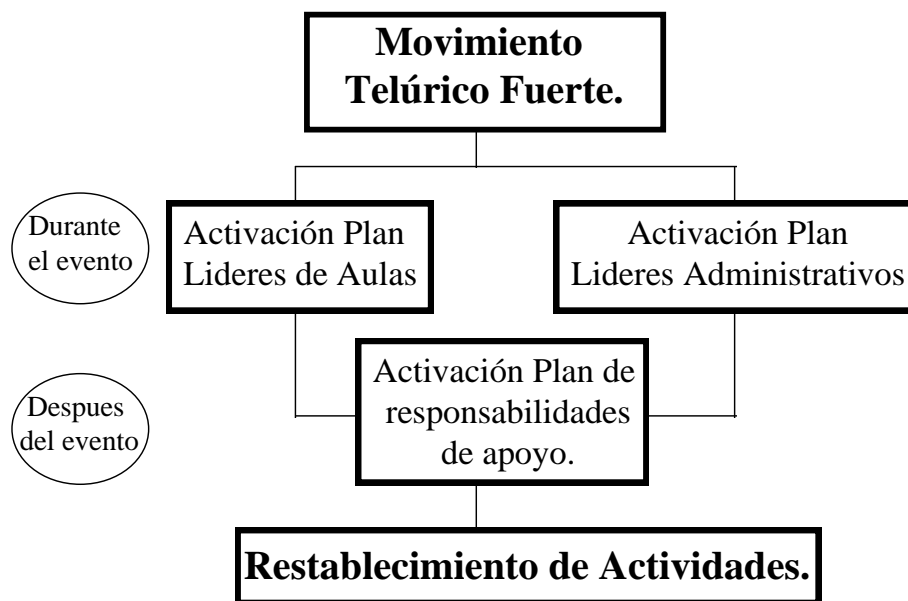 Movimiento
Telúrico Fuerte.
Durante
el evento
Activación Plan
Lideres de Aulas
Activación Plan
Lideres Administrativos
Despues
del evento
Activación Plan de
responsabilidades
de apoyo.
Restablecimiento de Actividades.